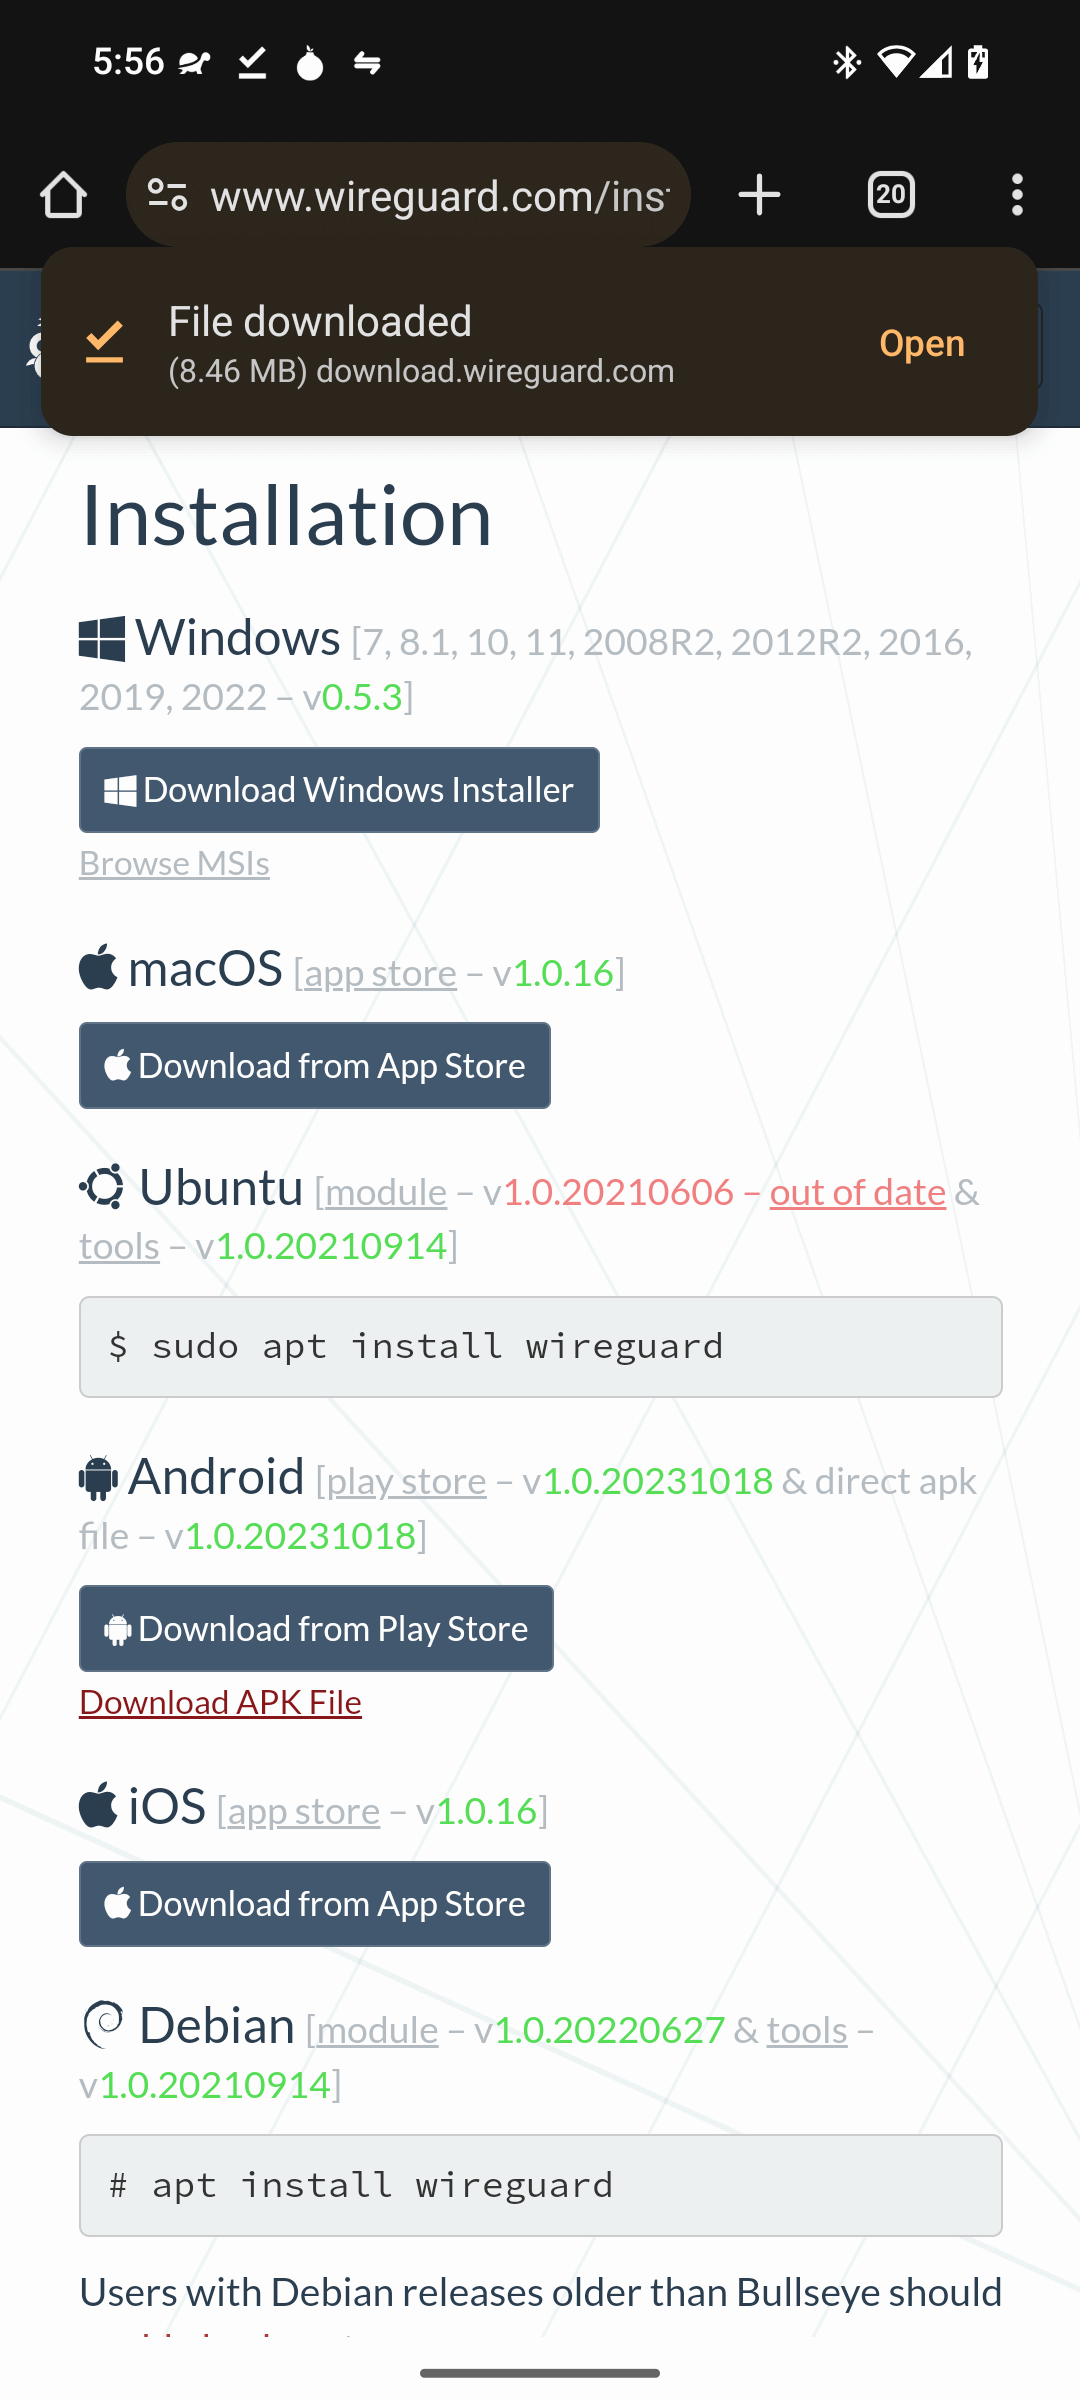 5:56
www.wireguard.com/ins
20
File downloaded
(8.46 MB) download.wireguard.com
Open
Installation
Windows [7, 8.1, 10, 11, 2008R2, 2012R2, 2016,
2019, 2022 – v0.5.3]
Download Windows Installer
Browse MSIs
macOS [app store – v1.0.16]
Download from App Store
Ubuntu [module – v1.0.20210606 – out of date &
tools – v1.0.20210914]
$ sudo apt install wireguard
Android [play store – v1.0.20231018 & direct apk
file – v1.0.20231018]
Download from Play Store
Download APK File
iOS [app store – v1.0.16]
Download from App Store
Debian [module – v1.0.20220627 & tools –
v1.0.20210914]
# apt install wireguard
Users with Debian releases older than Bullseye should